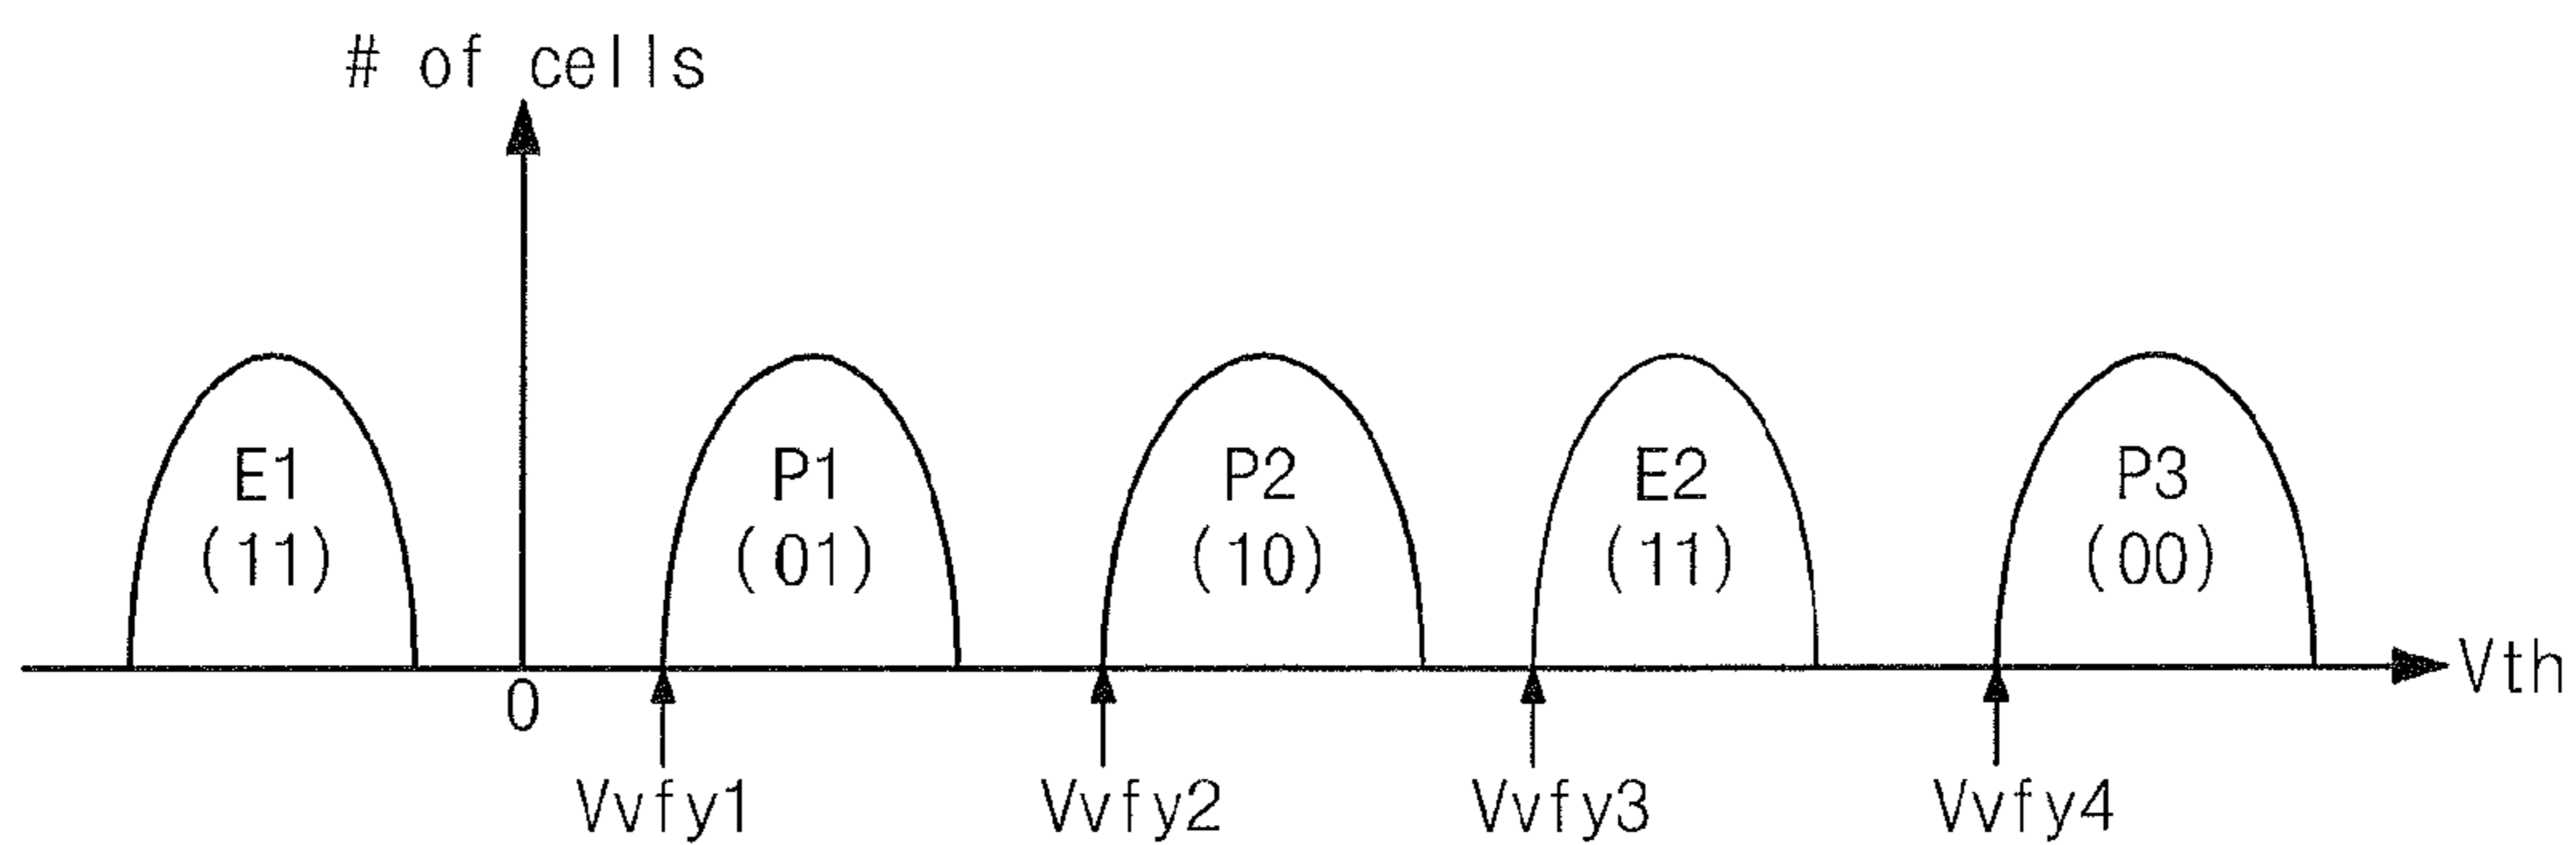 # of cells
E1 P1 P2 E2 P3
(11) (01) (10) (11) (00)
Vth
0
Vvfy1 Vvfy2 Vvfy3 Vvfy4